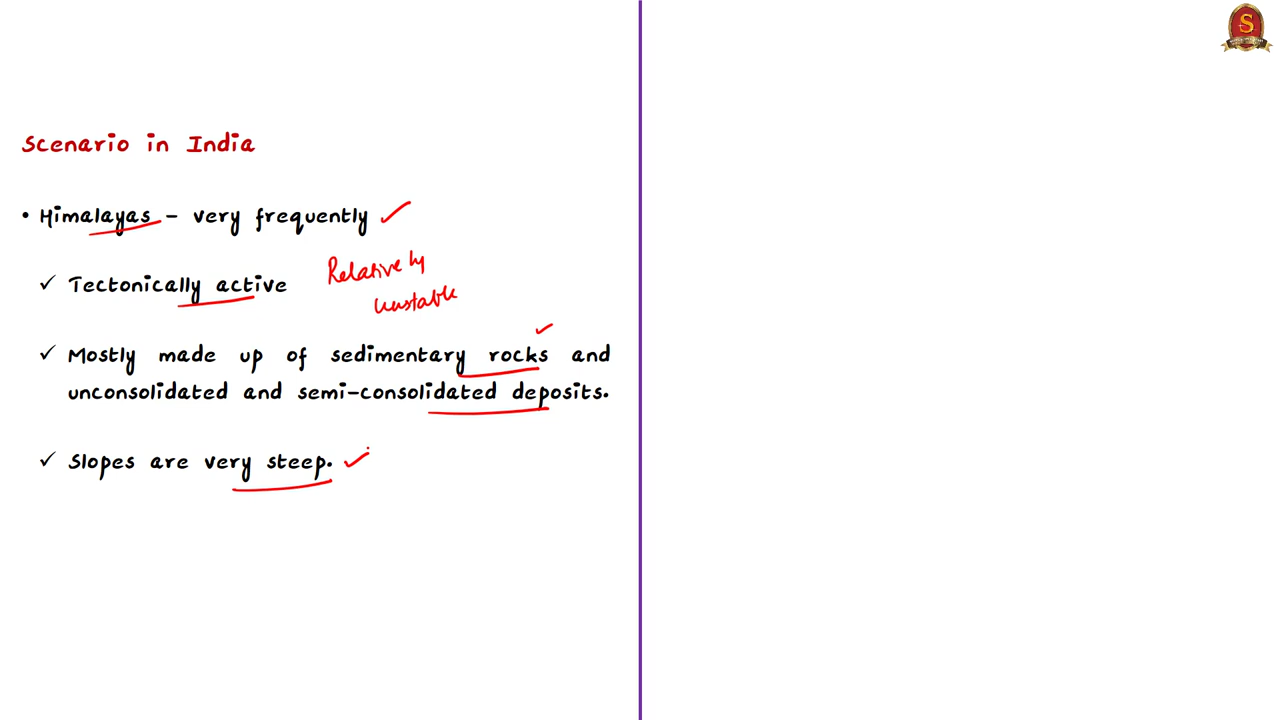 Scenario in India
• Himalayas – very frequently ✓
✓ Tectonically active
Relatively
unstable
✓ Mostly made up of sedimentary rocks and
unconsolidated and semi-consolidated deposits.
✓ Slopes are very steep. ✓
S